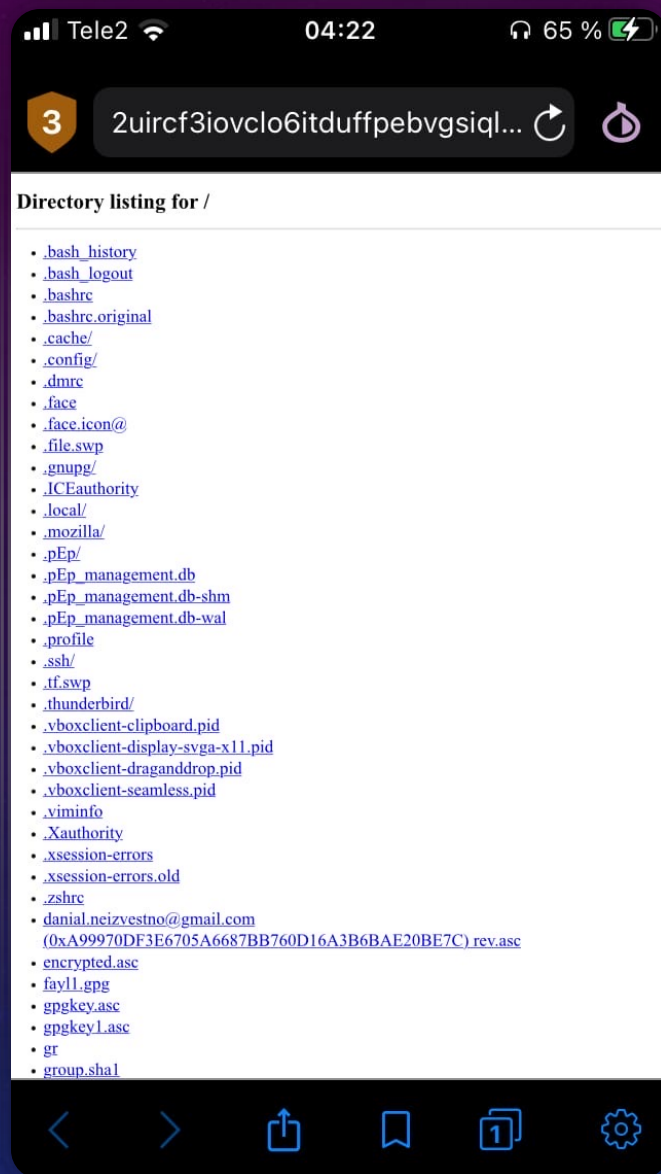 Tele2
04:22
65 %
3
2uircf3iovclo6itduffpebvgsiql...
Directory listing for /
.bash_history
.bash_logout
.bashrc
.bashrc.original
.cache/
.config/
.dmrc
.face
.face.icon@
.file.swp
.gnupg/
.ICEauthority
.local/
.mozilla/
.pEp/
.pEp_management.db
.pEp_management.db-shm
.pEp_management.db-wal
.profile
.ssh/
.tf.swp
.thunderbird/
.vboxclient-clipboard.pid
.vboxclient-display-svga-x11.pid
.vboxclient-draganddrop.pid
.vboxclient-seamless.pid
.viminfo
.Xauthority
.xsession-errors
.xsession-errors.old
.zshrc
danial.neizvestno@gmail.com
(0xA99970DF3E6705A6687BB760D16A3B6BAE20BE7C) rev.asc
encrypted.asc
fayl1.gpg
gpgkey.asc
gpgkey1.asc
gr
group.sha1
1